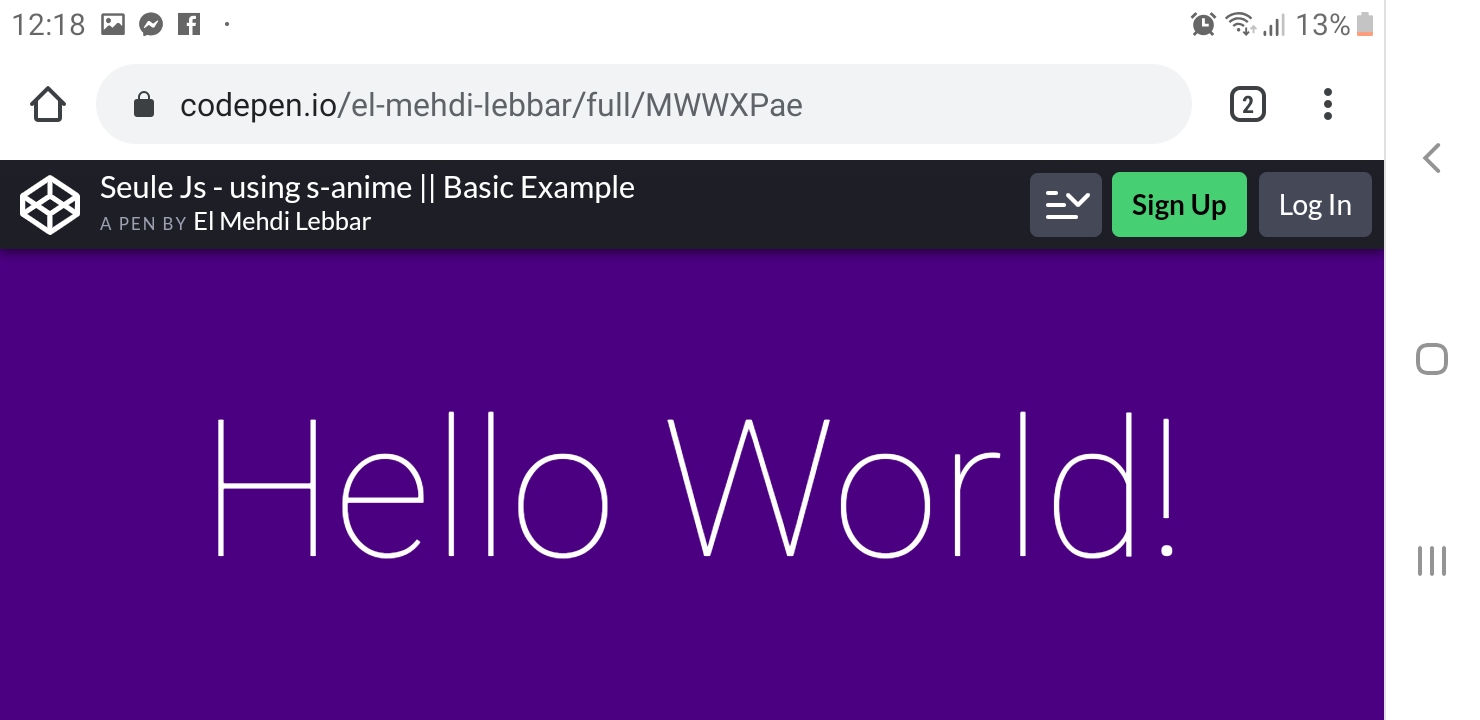 12:18
13%
codepen.io/el-mehdi-lebbar/full/MWWXPae
2
Seule Js - using s-anime || Basic Example
A PEN BY El Mehdi Lebbar
Sign Up
Log In
Hello World!